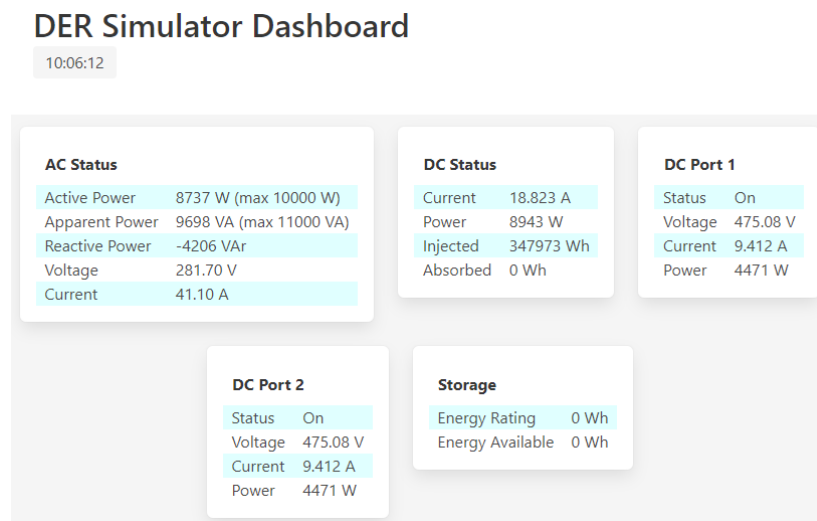 DER Simulator Dashboard
10:06:12
AC Status
Active Power 8737 W (max 10000 W)
Apparent Power 9698 VA (max 11000 VA)
Reactive Power -4206 VAr
Voltage 281.70 V
Current 41.10 A
DC Status
Current 18.823 A
Power 8943 W
Injected 347973 Wh
Absorbed 0 Wh
DC Port 1
Status On
Voltage 475.08 V
Current 9.412 A
Power 4471 W
DC Port 2
Status On
Voltage 475.08 V
Current 9.412 A
Power 4471 W
Storage
Energy Rating 0 Wh
Energy Available 0 Wh